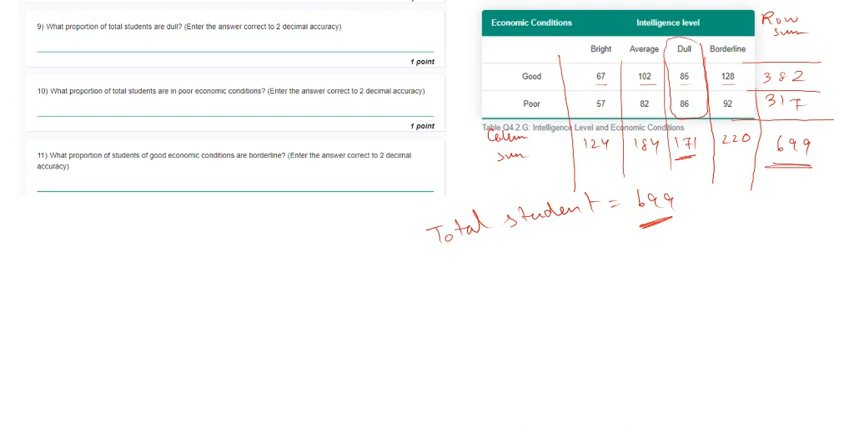 9) What proportion of total students are dull? (Enter the answer correct to 2 decimal accuracy)
1 point
10) What proportion of total students are in poor economic conditions? (Enter the answer correct to 2 decimal accuracy)
1 point
11) What proportion of students of good economic conditions are borderline? (Enter the answer correct to 2 decimal
accuracy)
Economic Conditions Intelligence level Row
sum
Bright Average Dull Borderline
Good 67 102 85 128 382
Poor 57 82 86 92 317
Table Q4.2.G: Intelligence Level and Economic Conditions
sum 124 184 171 220 699
Total student = 699